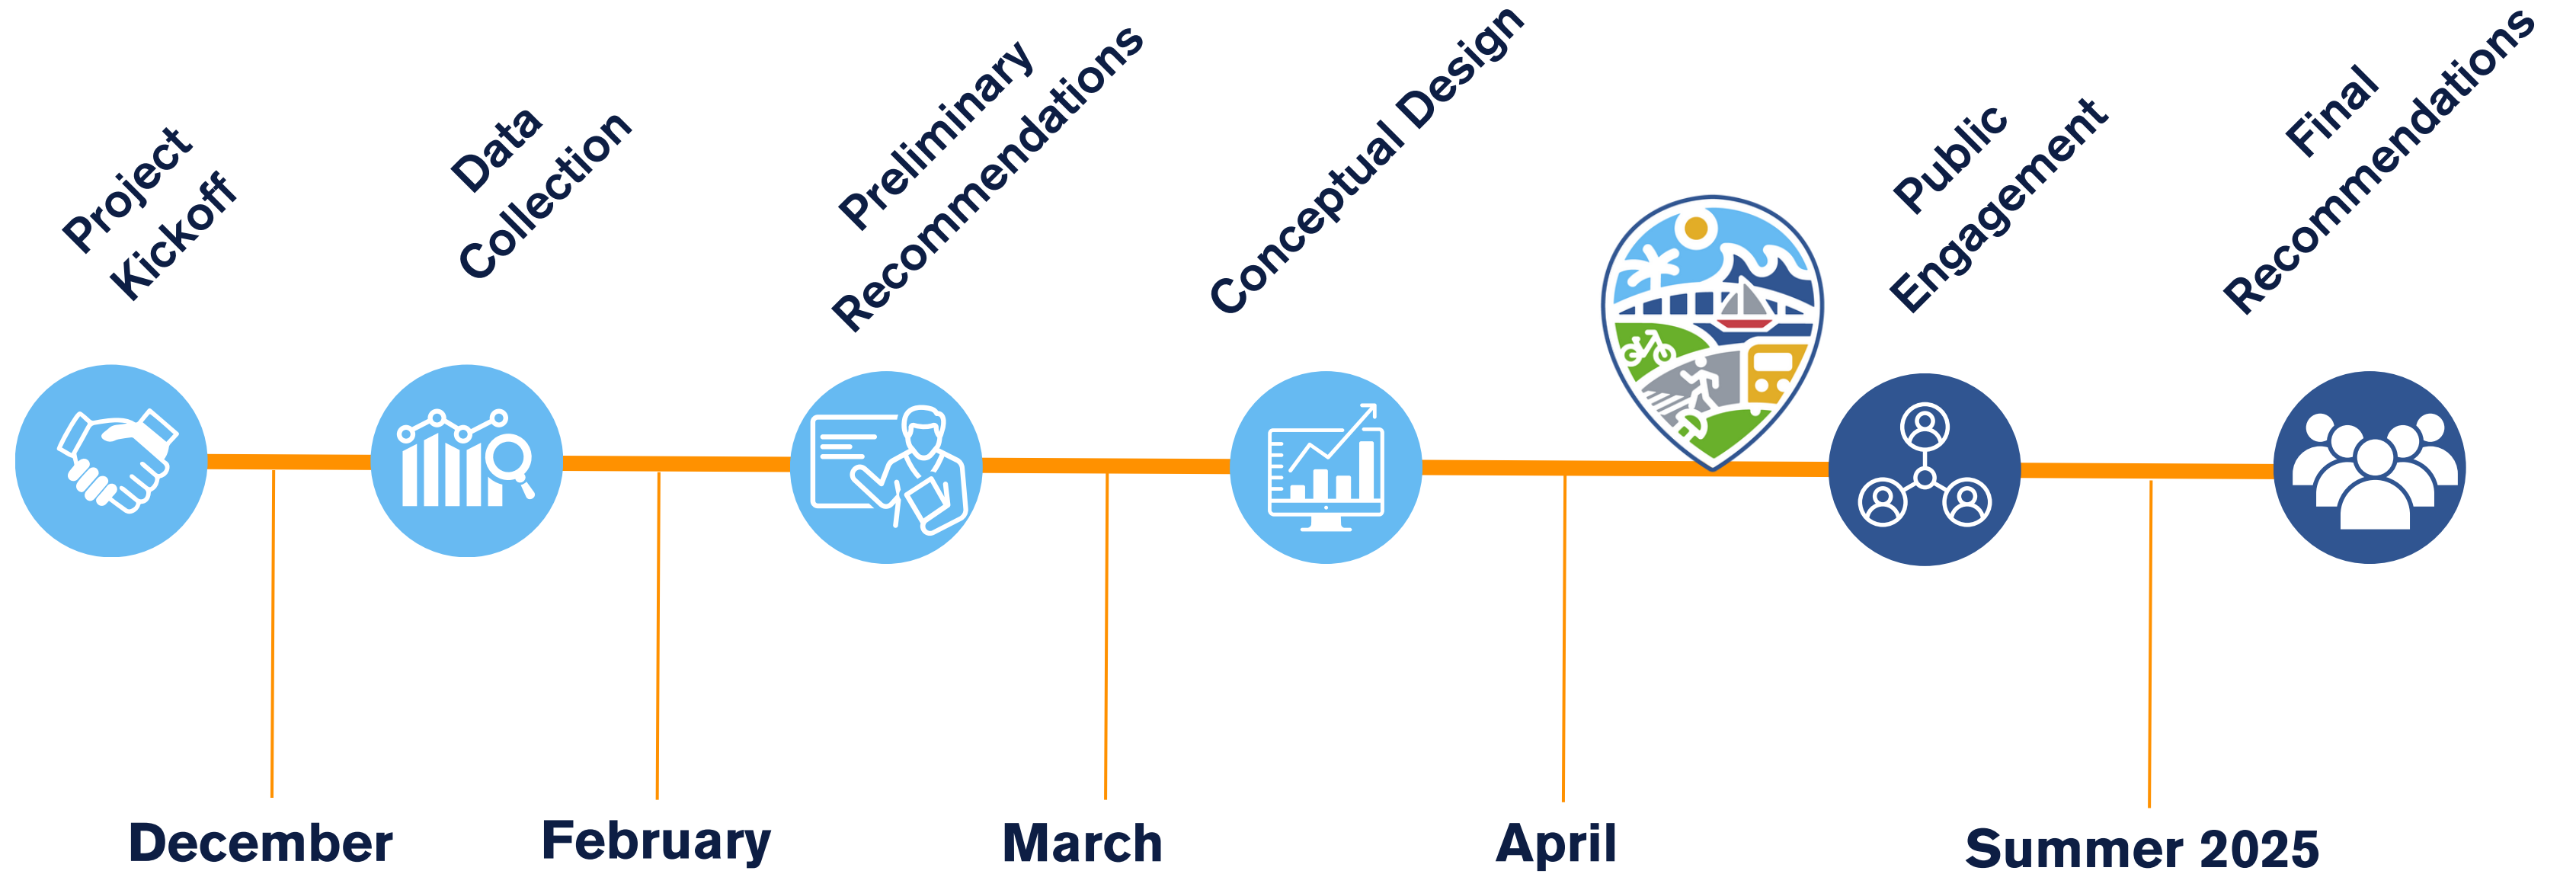 Project
Kickoff
Data
Collection
Preliminary
Recommendations
Conceptual Design
Public
Engagement
Final
Recommendations
December
February
March
April
Summer 2025